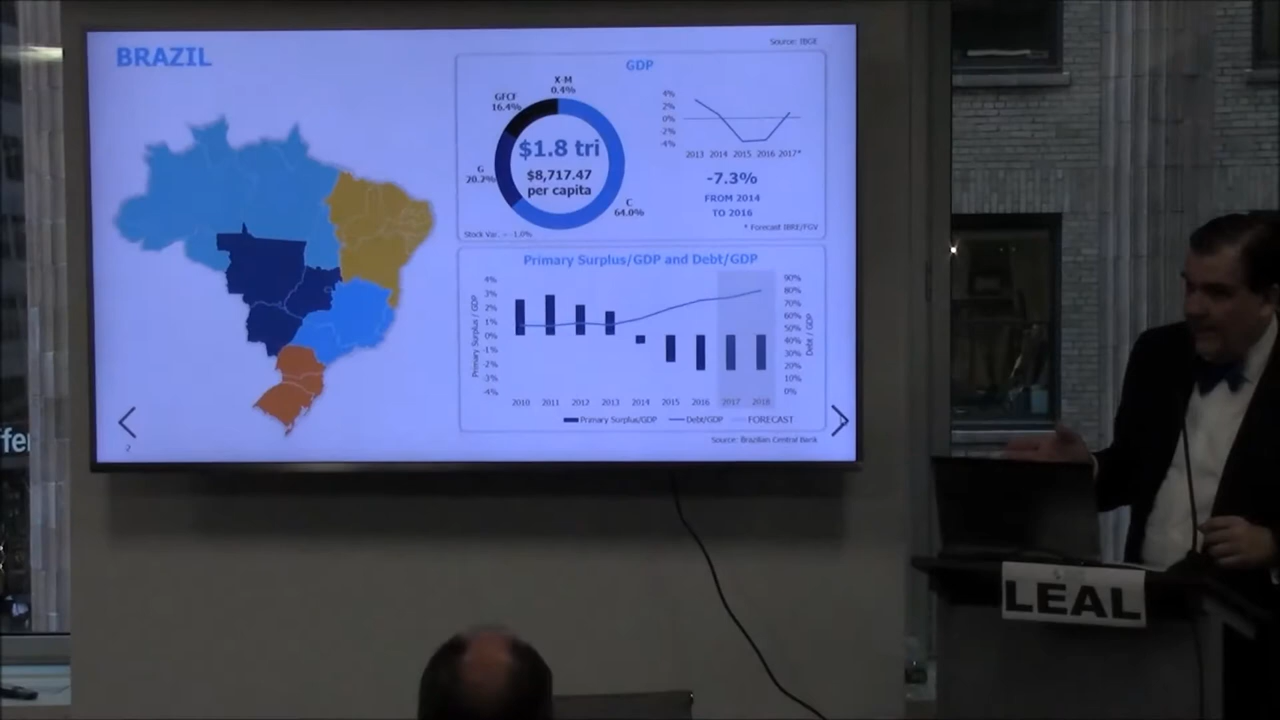 BRAZIL
Source: IBGE
GDP
X-M
0.4%
GFCF
16.4%
$1.8 tri
$8,717.47
per capita
G
20.2%
C
64.0%
Stock Var. = -1.0%
4%
2%
0%
-2%
-4%
2013 2014 2015 2016 2017*
-7.3%
FROM 2014
TO 2016
* Forecast IBRE/FGV
Primary Surplus/GDP and Debt/GDP
Primary Surplus / GDP
4%
3%
2%
1%
0%
-1%
-2%
-3%
-4%
90%
80%
70%
60%
50%
40%
30%
20%
10%
0%
Debt / GDP
2010 2011 2012 2013 2014 2015 2016 2017 2018
Primary Surplus/GDP Debt/GDP FORECAST
Source: Brazilian Central Bank
2
ffe
LEAL